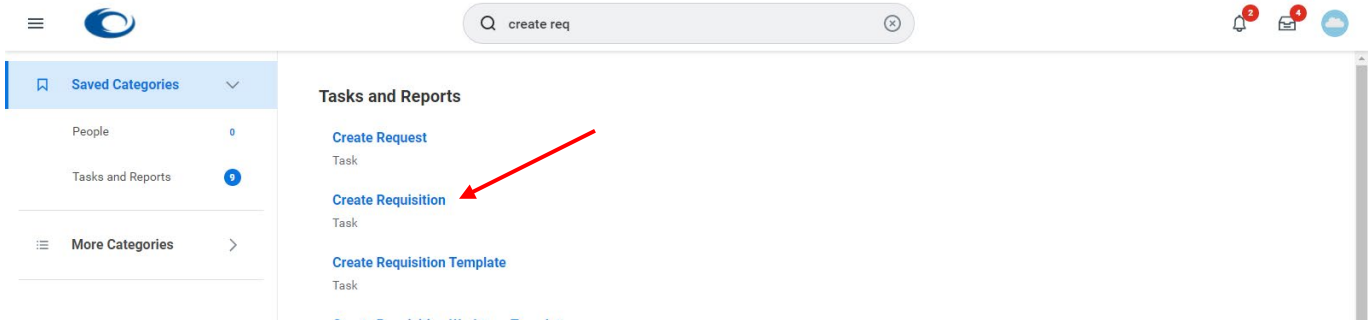 create req
2
4
Saved Categories
People 0
Tasks and Reports 9
More Categories
Tasks and Reports
Create Request
Task
Create Requisition
Task
Create Requisition Template
Task